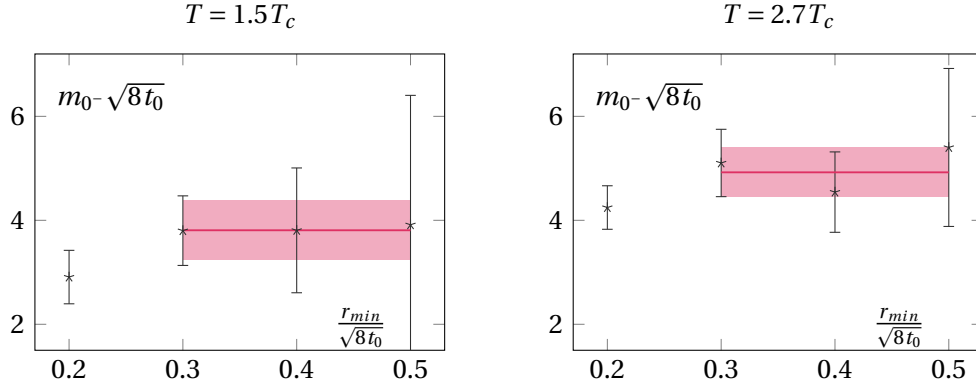 T = 1.5T_c
m_{0^-}\sqrt{8t_0}
6
4
2
\frac{r_{min}}{\sqrt{8t_0}}
0.2 0.3 0.4 0.5
T = 2.7T_c
m_{0^-}\sqrt{8t_0}
6
4
2
\frac{r_{min}}{\sqrt{8t_0}}
0.2 0.3 0.4 0.5